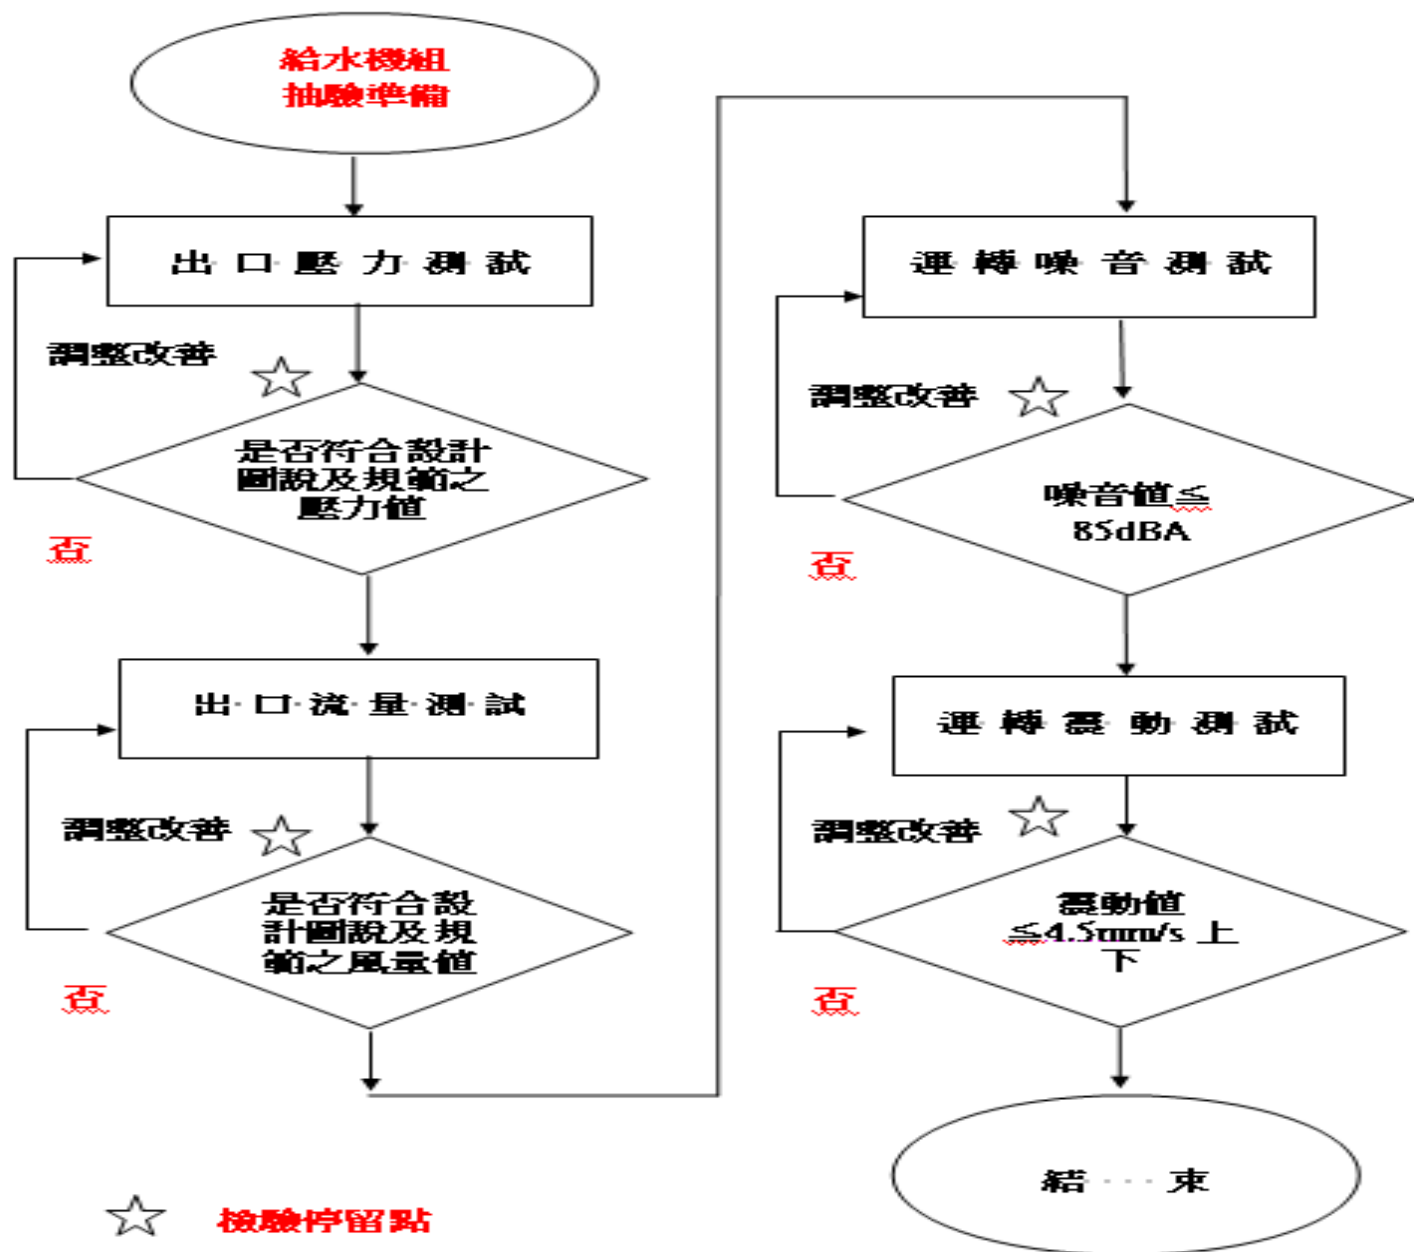 給水機組
抽驗準備
出口壓力測試
調整改善
是否符合設計
圖說及規範之
壓力值
否
出口流量測試
調整改善
是否符合設
計圖說及規
範之風量值
否
運轉噪音測試
調整改善
噪音值≦
85dBA
否
運轉震動測試
調整改善
震動值
≦4.5mm/s 上
下
否
結束
檢驗停留點